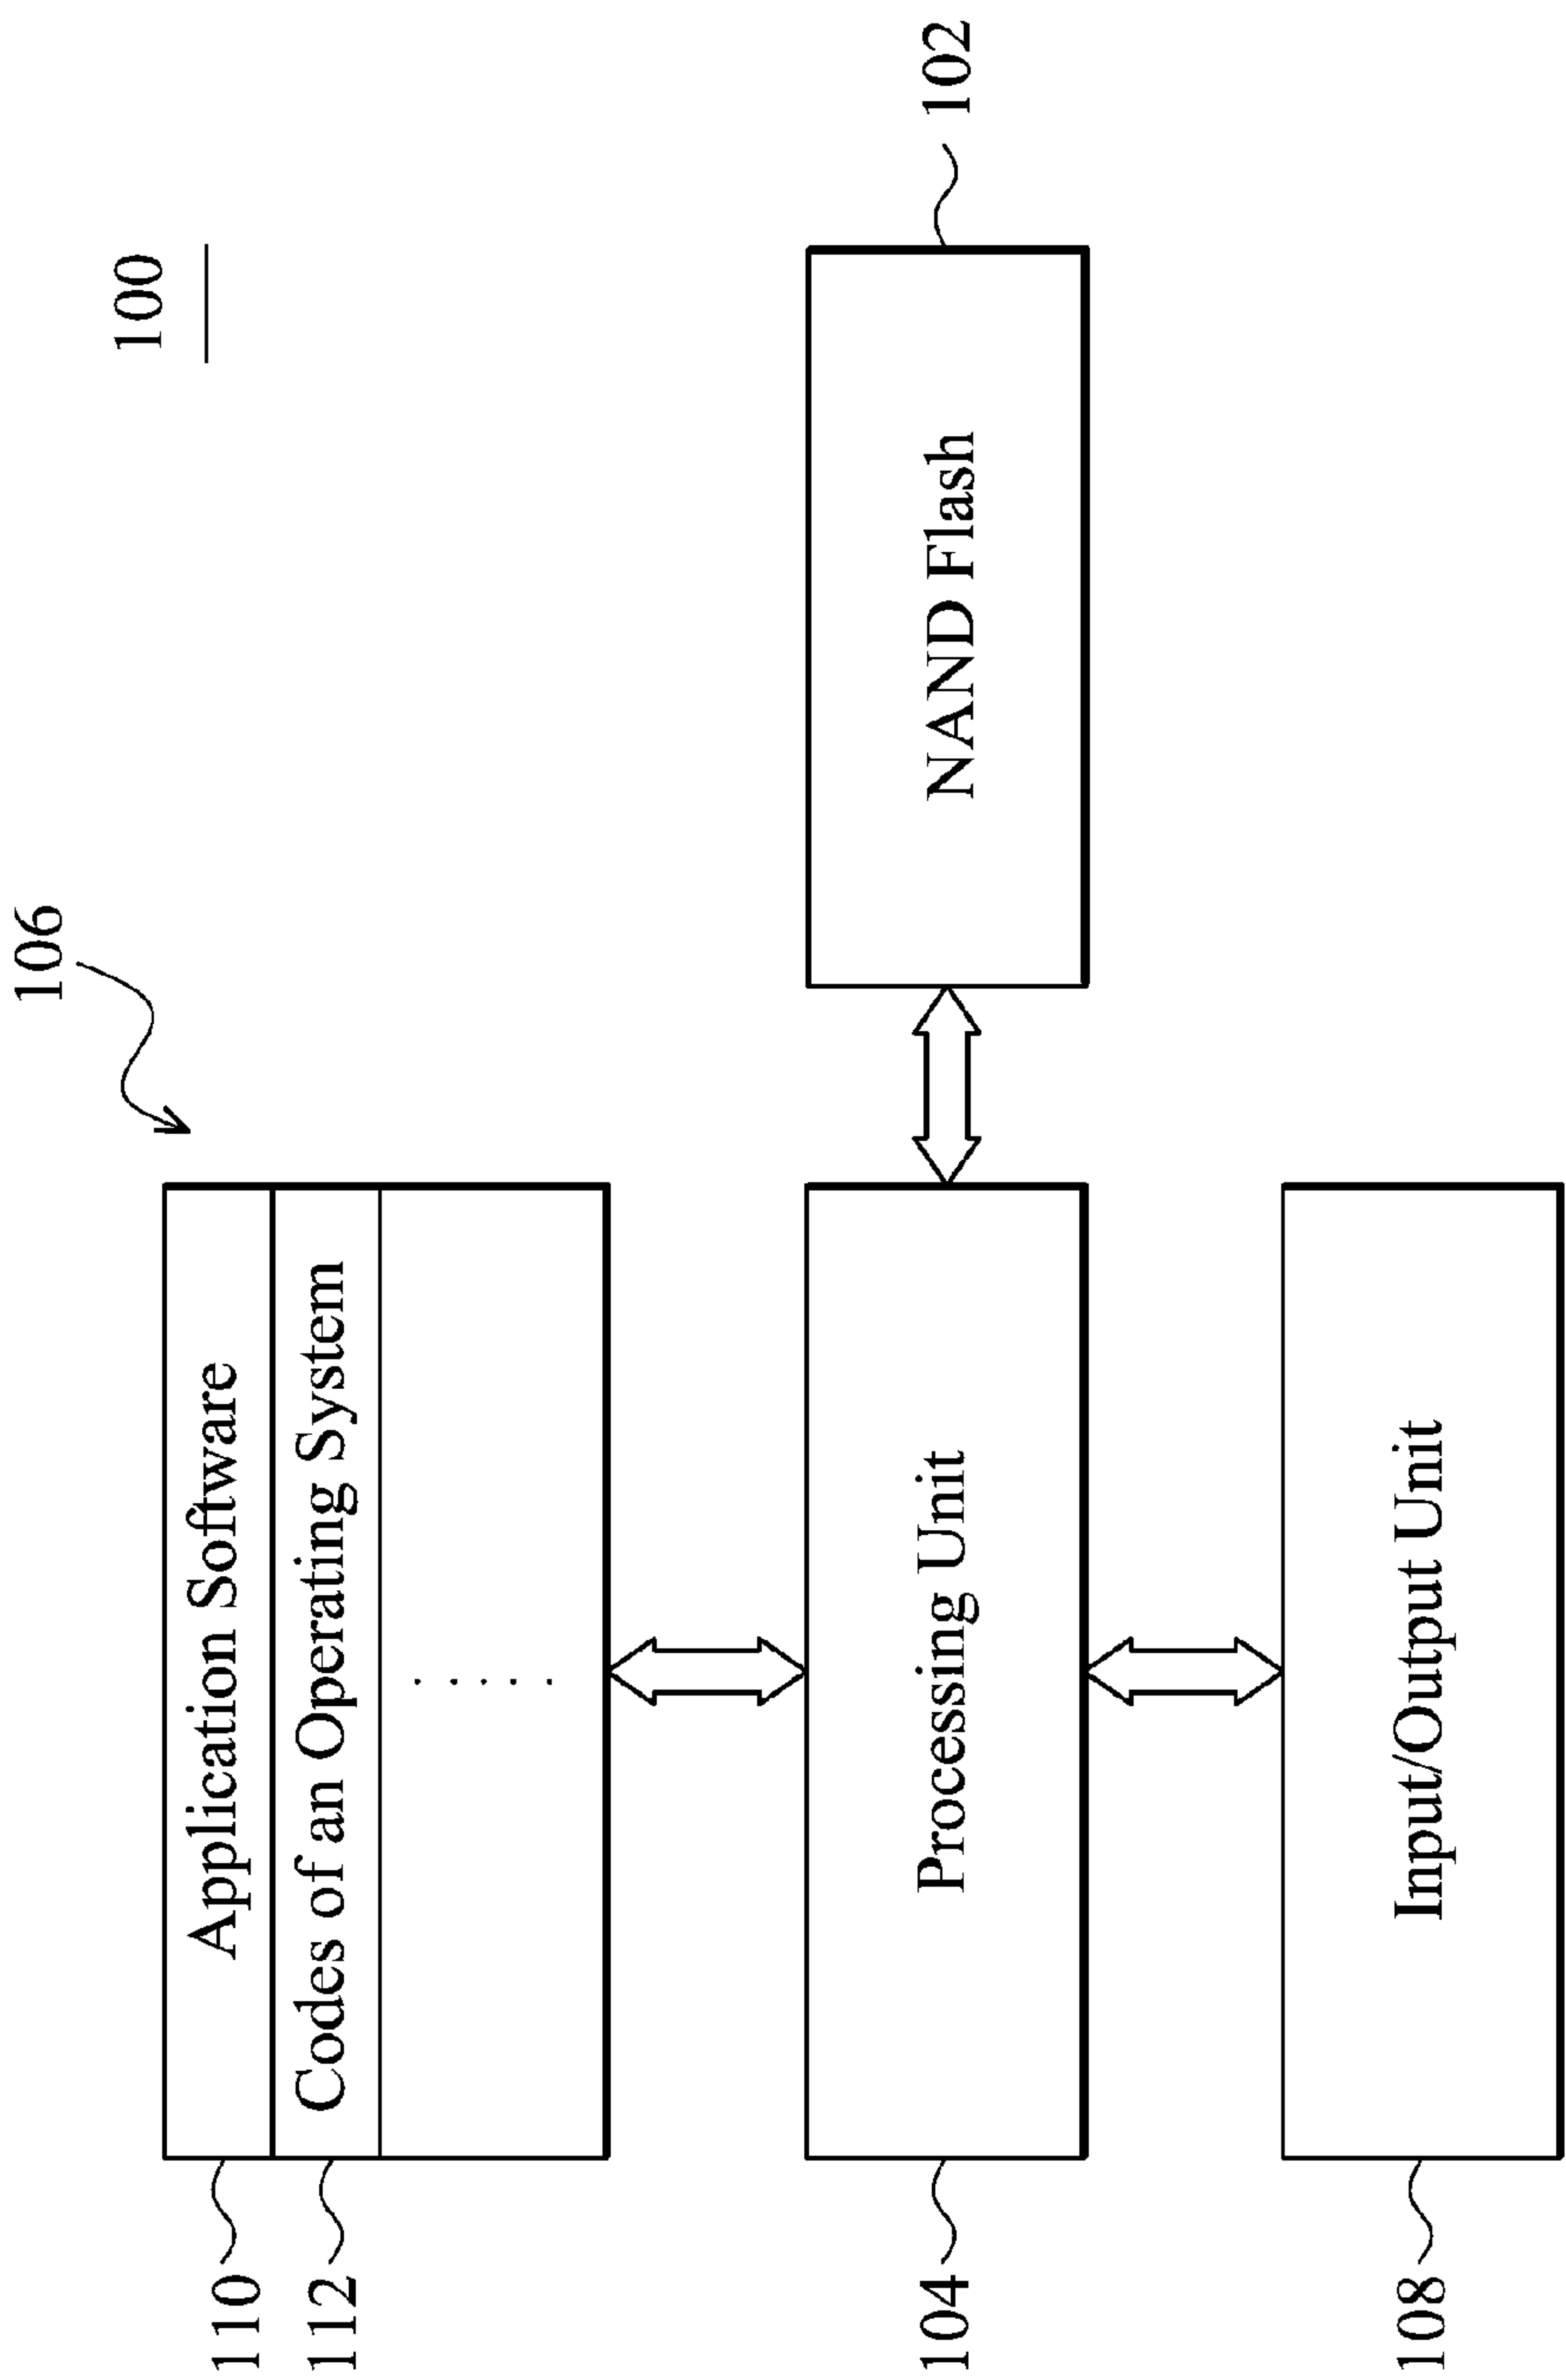 100
106
110
Application Software
112
Codes of an Operating System
.....
104
Processing Unit
NAND Flash
102
108
Input/Output Unit